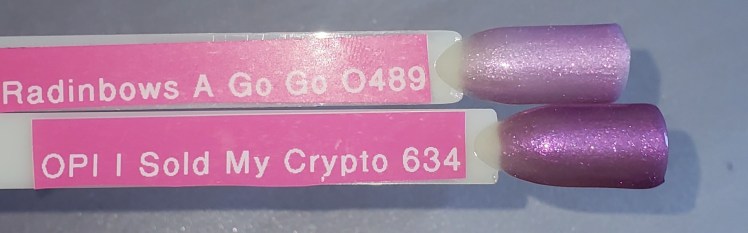 Radinbows A Go Go O489
OPI I Sold My Crypto 634